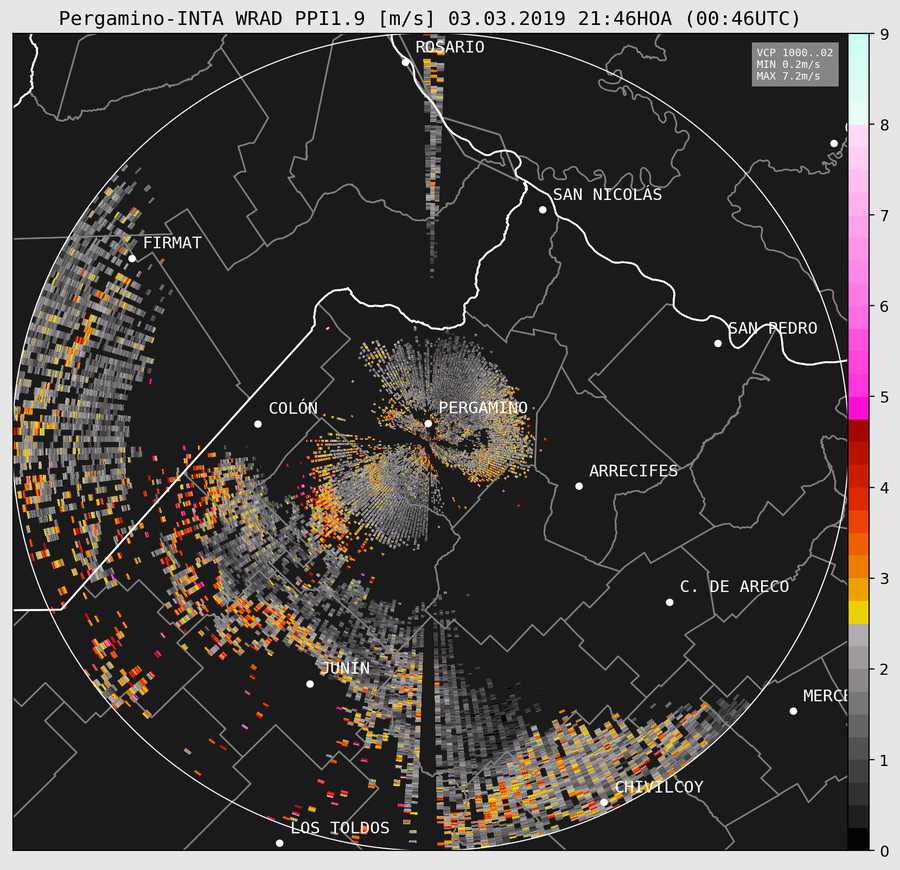 Pergamino-INTA WRAD PPI1.9 [m/s] 03.03.2019 21:46HOA (00:46UTC)
VCP 1000..02
MIN 0.2m/s
MAX 7.2m/s
ROSARIO
SAN NICOLÁS
FIRMAT
SAN PEDRO
COLÓN
PERGAMINO
ARRECIFES
C. DE ARECO
JUNÍN
MERCE
CHIVILCOY
LOS TOLDOS
9
8
7
6
5
4
3
2
1
0